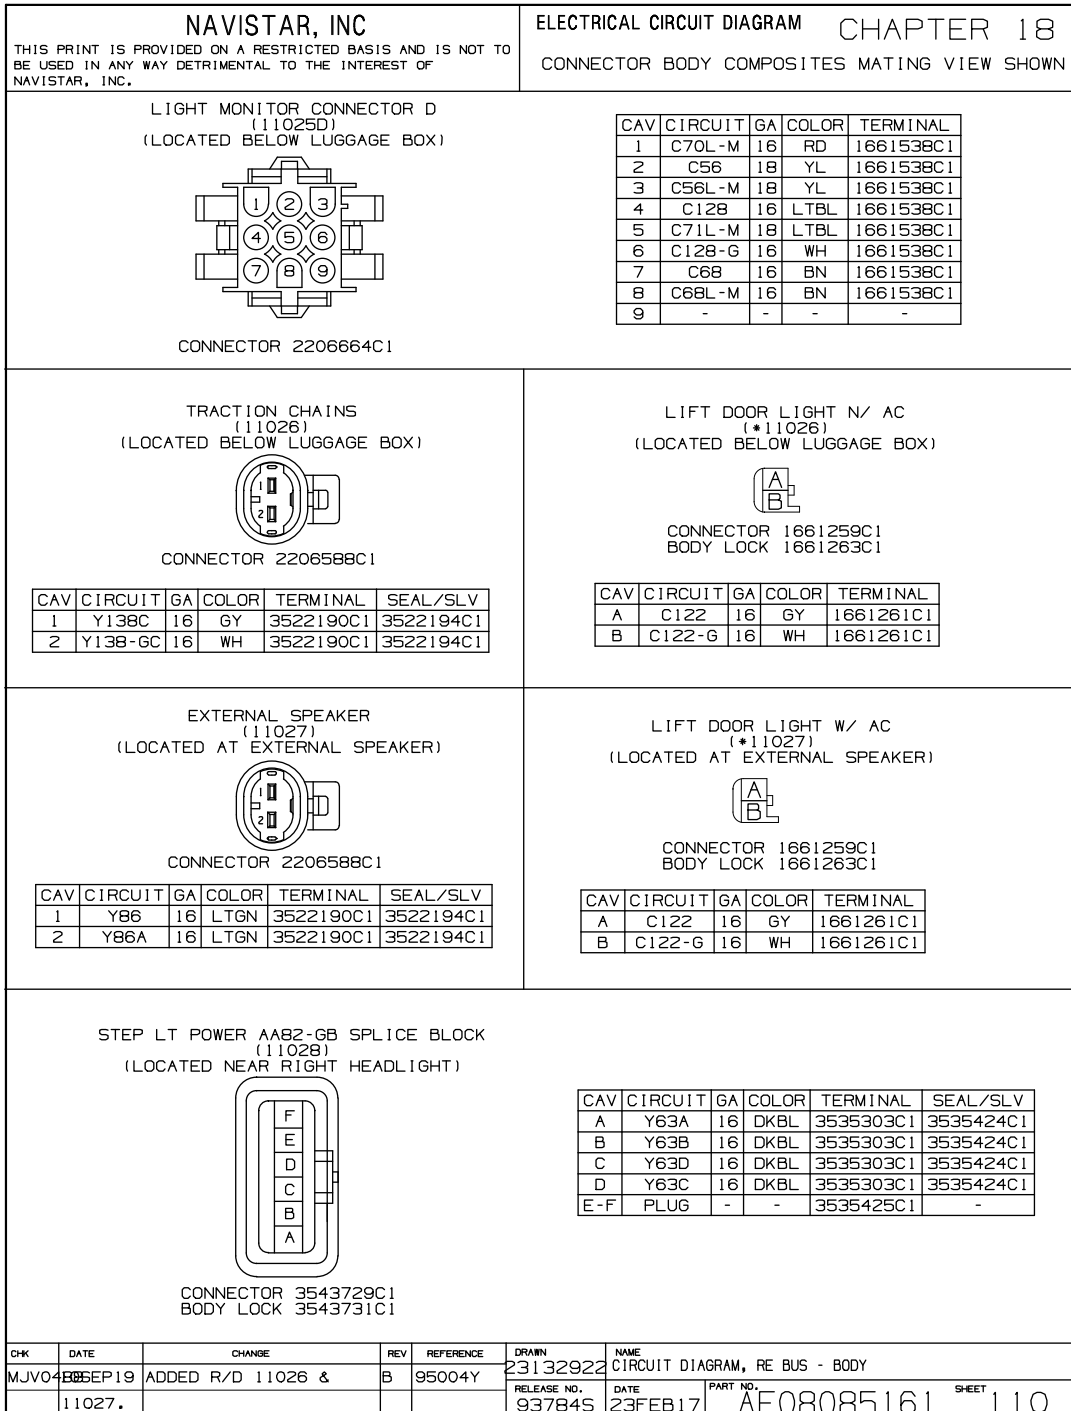 NAVISTAR, INC
THIS PRINT IS PROVIDED ON A RESTRICTED BASIS AND IS NOT TO
BE USED IN ANY WAY DETRIMENTAL TO THE INTEREST OF
NAVISTAR, INC.
ELECTRICAL CIRCUIT DIAGRAM CHAPTER 18
CONNECTOR BODY COMPOSITES MATING VIEW SHOWN
LIGHT MONITOR CONNECTOR D
(11025D)
(LOCATED BELOW LUGGAGE BOX)
1 2 3
4 5 6
7 8 9
CONNECTOR 2206664C1
CAV CIRCUIT GA COLOR TERMINAL
1 C70L-M 16 RD 1661538C1
2 C56 18 YL 1661538C1
3 C56L-M 18 YL 1661538C1
4 C128 16 LTBL 1661538C1
5 C71L-M 18 LTBL 1661538C1
6 C128-G 16 WH 1661538C1
7 C68 16 BN 1661538C1
8 C68L-M 16 BN 1661538C1
9 - - - -
TRACTION CHAINS
(11026)
(LOCATED BELOW LUGGAGE BOX)
1
2
CONNECTOR 2206588C1
CAV CIRCUIT GA COLOR TERMINAL SEAL/SLV
1 Y138C 16 GY 3522190C1 3522194C1
2 Y138-GC 16 WH 3522190C1 3522194C1
LIFT DOOR LIGHT N/ AC
(*11026)
(LOCATED BELOW LUGGAGE BOX)
A
B
CONNECTOR 1661259C1
BODY LOCK 1661263C1
CAV CIRCUIT GA COLOR TERMINAL
A C122 16 GY 1661261C1
B C122-G 16 WH 1661261C1
EXTERNAL SPEAKER
(11027)
(LOCATED AT EXTERNAL SPEAKER)
1
2
CONNECTOR 2206588C1
CAV CIRCUIT GA COLOR TERMINAL SEAL/SLV
1 Y86 16 LTGN 3522190C1 3522194C1
2 Y86A 16 LTGN 3522190C1 3522194C1
LIFT DOOR LIGHT W/ AC
(*11027)
(LOCATED AT EXTERNAL SPEAKER)
A
B
CONNECTOR 1661259C1
BODY LOCK 1661263C1
CAV CIRCUIT GA COLOR TERMINAL
A C122 16 GY 1661261C1
B C122-G 16 WH 1661261C1
STEP LT POWER AA82-GB SPLICE BLOCK
(11028)
(LOCATED NEAR RIGHT HEADLIGHT)
F
E
D
C
B
A
CONNECTOR 3543729C1
BODY LOCK 3543731C1
CAV CIRCUIT GA COLOR TERMINAL SEAL/SLV
A Y63A 16 DKBL 3535303C1 3535424C1
B Y63B 16 DKBL 3535303C1 3535424C1
C Y63D 16 DKBL 3535303C1 3535424C1
D Y63C 16 DKBL 3535303C1 3535424C1
E-F PLUG - - 3535425C1 -
CHK DATE CHANGE REV REFERENCE
ADDED R/D 11026 & B 95004Y
11027.
DRAWN
23132922
NAME
CIRCUIT DIAGRAM, RE BUS - BODY
RELEASE NO.
93784S
DATE
23FEB17
PART NO.
AE08085161
SHEET
110